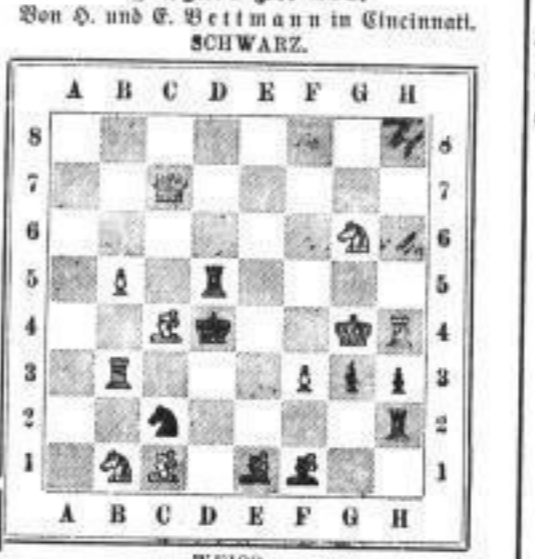 Von H. und E. Bettmann in Cincinnati.
SCHWARZ.
A B C D E F G H
8 8
7 7
6 6
5 5
4 4
3 3
2 2
1 1
A B C D E F G H